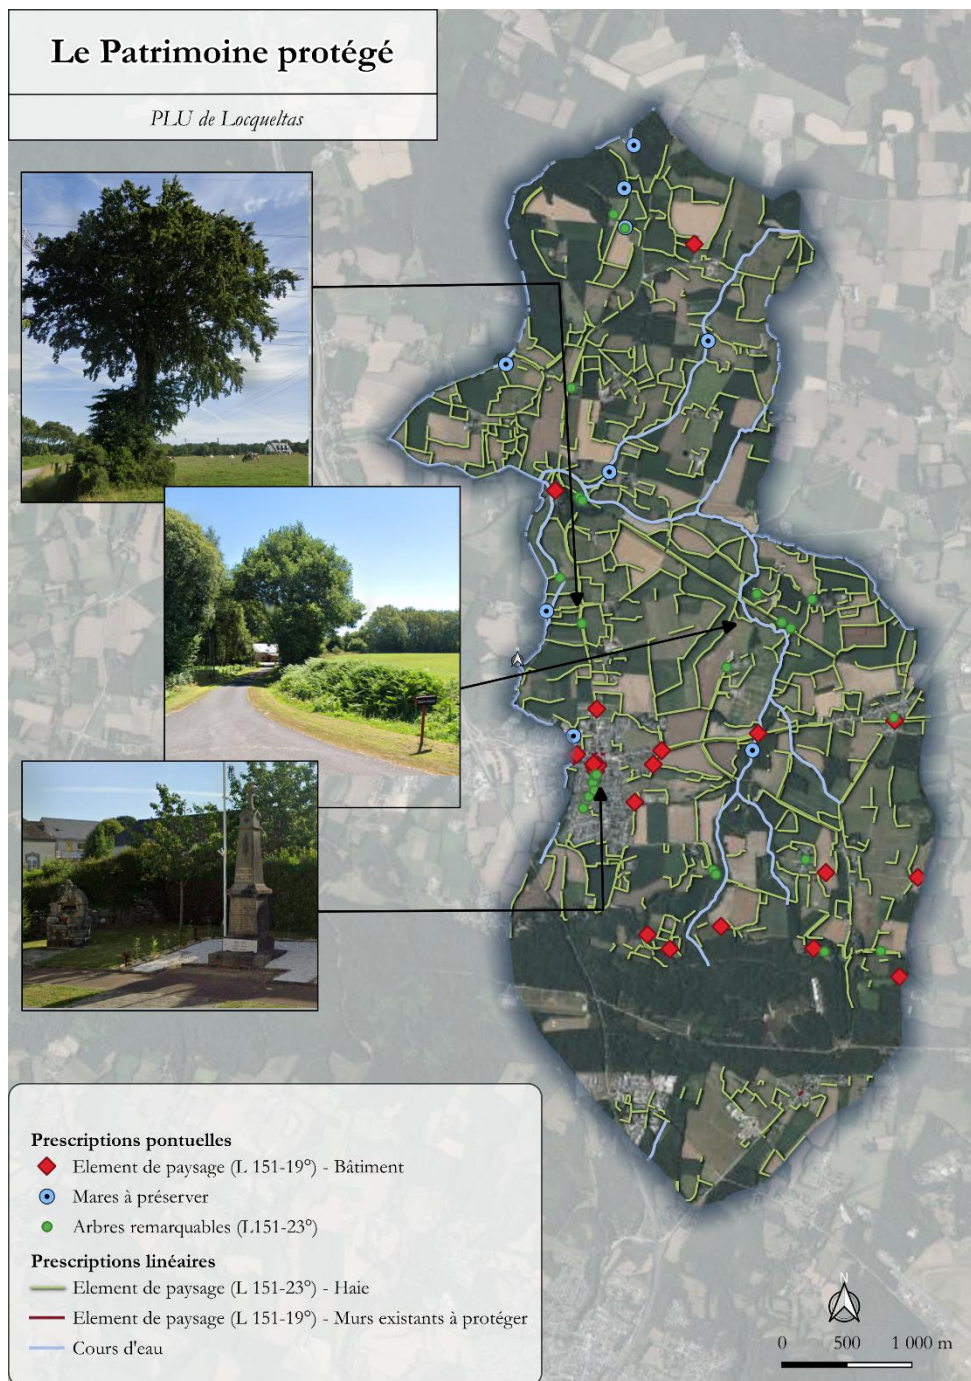 Le Patrimoine protégé
PLU de Locqueltas
Prescriptions pontuelles
Element de paysage (L 151-19°) - Bâtiment
Mares à préserver
Arbres remarquables (L151-23°)
Prescriptions linéaires
Element de paysage (L 151-23°) - Haie
Element de paysage (L 151-19°) - Murs existants à protéger
Cours d'eau
N
0 500 1 000 m